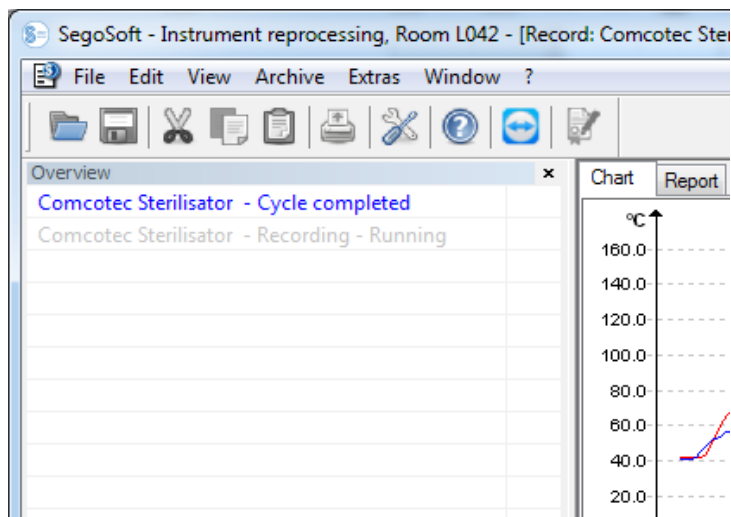 SegoSoft - Instrument reprocessing, Room L042 - [Record: Comcotec Ster
File Edit View Archive Extras Window ?
Overview
Comcotec Sterilisator - Cycle completed
Comcotec Sterilisator - Recording - Running
Chart Report
°C
160.0
140.0
120.0
100.0
80.0
60.0
40.0
20.0